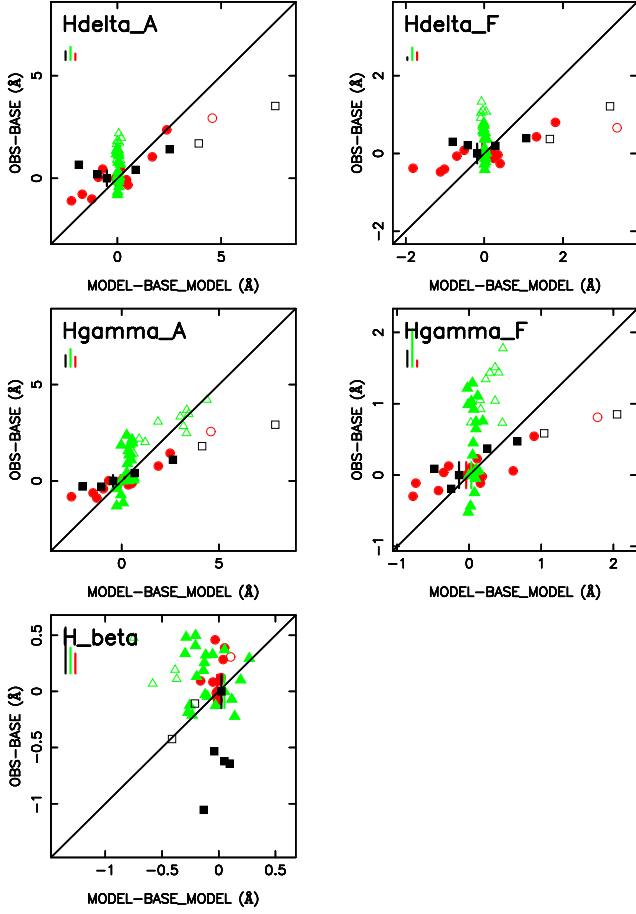 Hdelta_A
OBS-BASE (Å)
5
0
0
5
MODEL-BASE_MODEL (Å)
Hdelta_F
OBS-BASE (Å)
2
0
−2
−2
0
2
MODEL-BASE_MODEL (Å)
Hgamma_A
OBS-BASE (Å)
5
0
0
5
MODEL-BASE_MODEL (Å)
Hgamma_F
OBS-BASE (Å)
2
1
0
−1
−1
0
1
2
MODEL-BASE_MODEL (Å)
H_beta
OBS-BASE (Å)
0.5
0
−0.5
−1
−1
−0.5
0
0.5
MODEL-BASE_MODEL (Å)